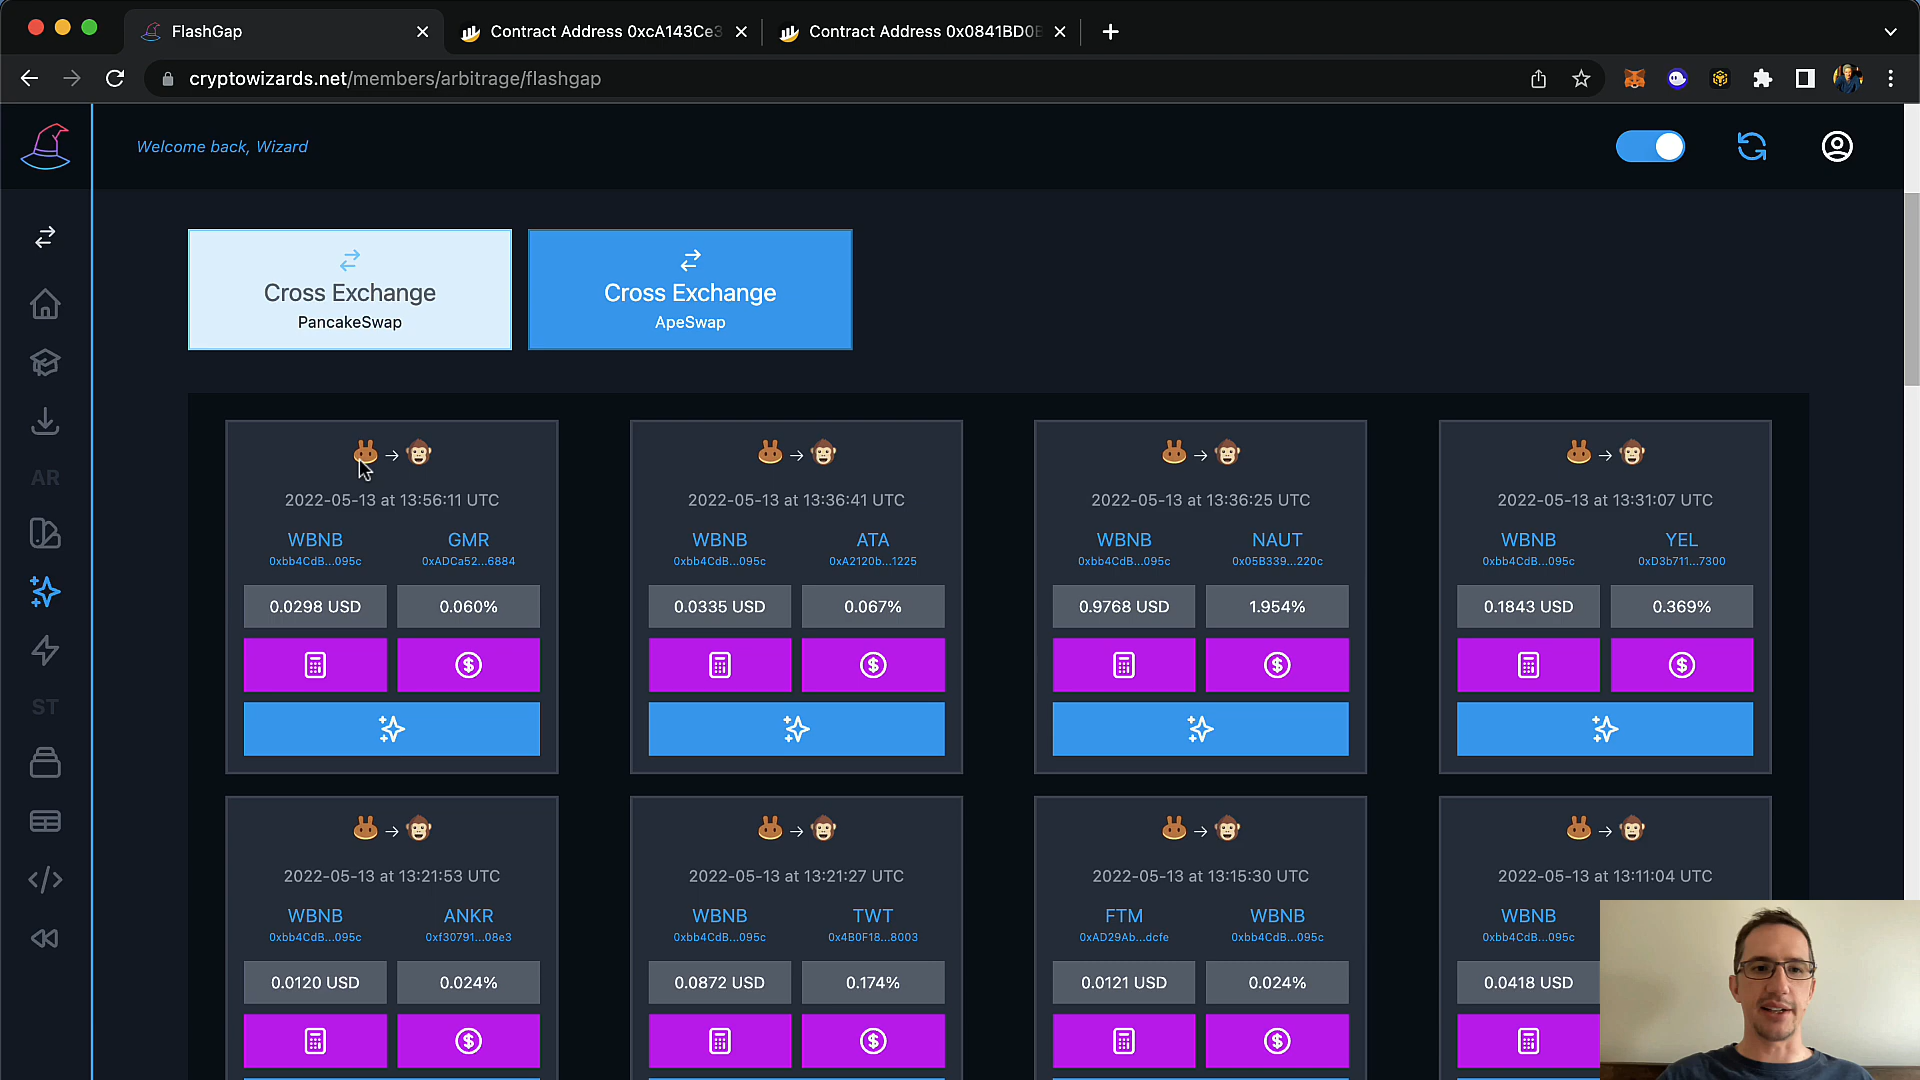 FlashGap
Contract Address 0xcA143Ce3
Contract Address 0x0841BD0B
cryptowizards.net/members/arbitrage/flashgap
Welcome back, Wizard
Cross Exchange
PancakeSwap
Cross Exchange
ApeSwap
AR
ST
2022-05-13 at 13:56:11 UTC
WBNB GMR
0xbb4CdB...095c 0xADCa52...6884
0.0298 USD 0.060%
2022-05-13 at 13:36:41 UTC
WBNB ATA
0xbb4CdB...095c 0xA2120b...1225
0.0335 USD 0.067%
2022-05-13 at 13:36:25 UTC
WBNB NAUT
0xbb4CdB...095c 0x05B339...220c
0.9768 USD 1.954%
2022-05-13 at 13:31:07 UTC
WBNB YEL
0xbb4CdB...095c 0xD3b711...7300
0.1843 USD 0.369%
2022-05-13 at 13:21:53 UTC
WBNB ANKR
0xbb4CdB...095c 0xf30791...08e3
0.0120 USD 0.024%
2022-05-13 at 13:21:27 UTC
WBNB TWT
0xbb4CdB...095c 0x4B0F18...8003
0.0872 USD 0.174%
2022-05-13 at 13:15:30 UTC
FTM WBNB
0xAD29Ab...dcfe 0xbb4CdB...095c
0.0121 USD 0.024%
2022-05-13 at 13:11:04 UTC
WBNB
0xbb4CdB...095c
0.0418 USD